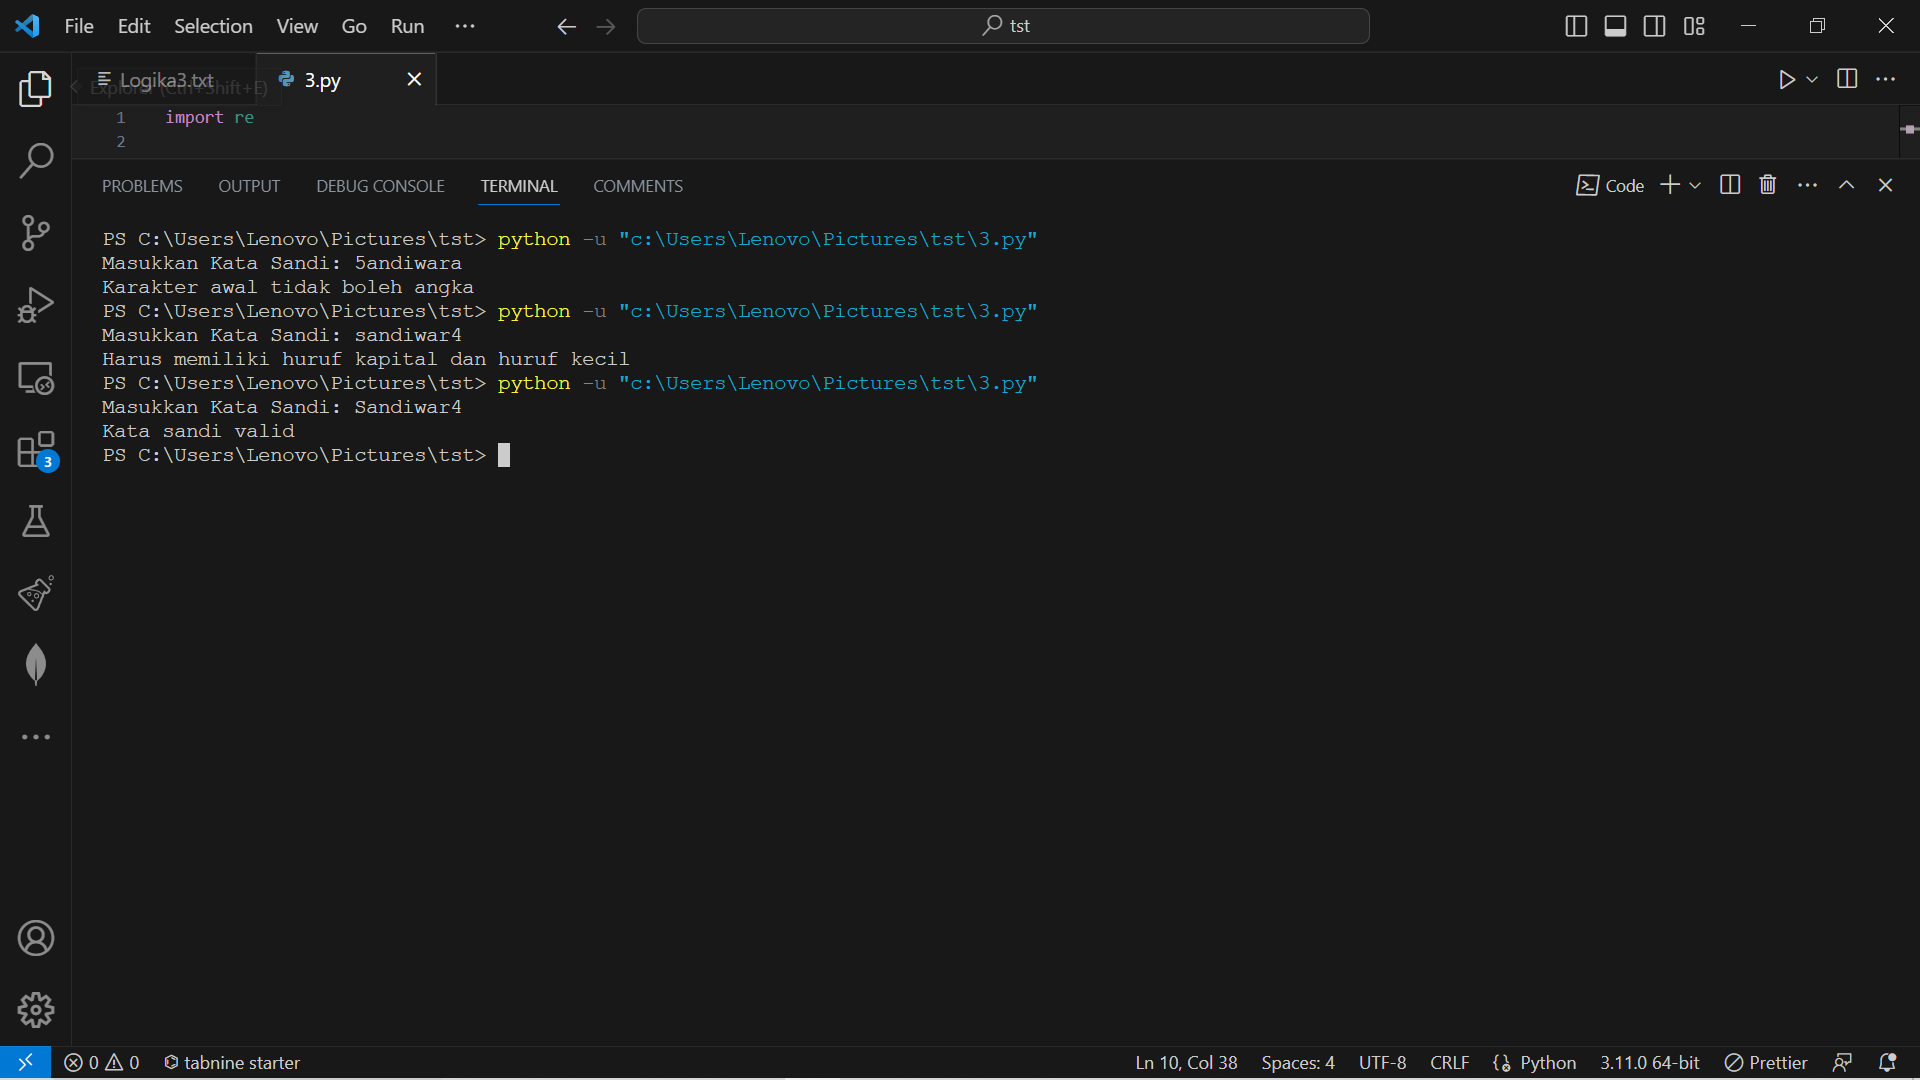 File Edit Selection View Go Run ··· tst
Logika3.txt 3.py
Explorer (Ctrl+Shift+E)
1 import re
2
PROBLEMS OUTPUT DEBUG CONSOLE TERMINAL COMMENTS Code
PS C:\Users\Lenovo\Pictures\tst> python -u "c:\Users\Lenovo\Pictures\tst\3.py"
Masukkan Kata Sandi: 5andiwara
Karakter awal tidak boleh angka
PS C:\Users\Lenovo\Pictures\tst> python -u "c:\Users\Lenovo\Pictures\tst\3.py"
Masukkan Kata Sandi: sandiwar4
Harus memiliki huruf kapital dan huruf kecil
PS C:\Users\Lenovo\Pictures\tst> python -u "c:\Users\Lenovo\Pictures\tst\3.py"
Masukkan Kata Sandi: Sandiwar4
Kata sandi valid
PS C:\Users\Lenovo\Pictures\tst>
3
0 0 tabnine starter Ln 10, Col 38 Spaces: 4 UTF-8 CRLF Python 3.11.0 64-bit Prettier